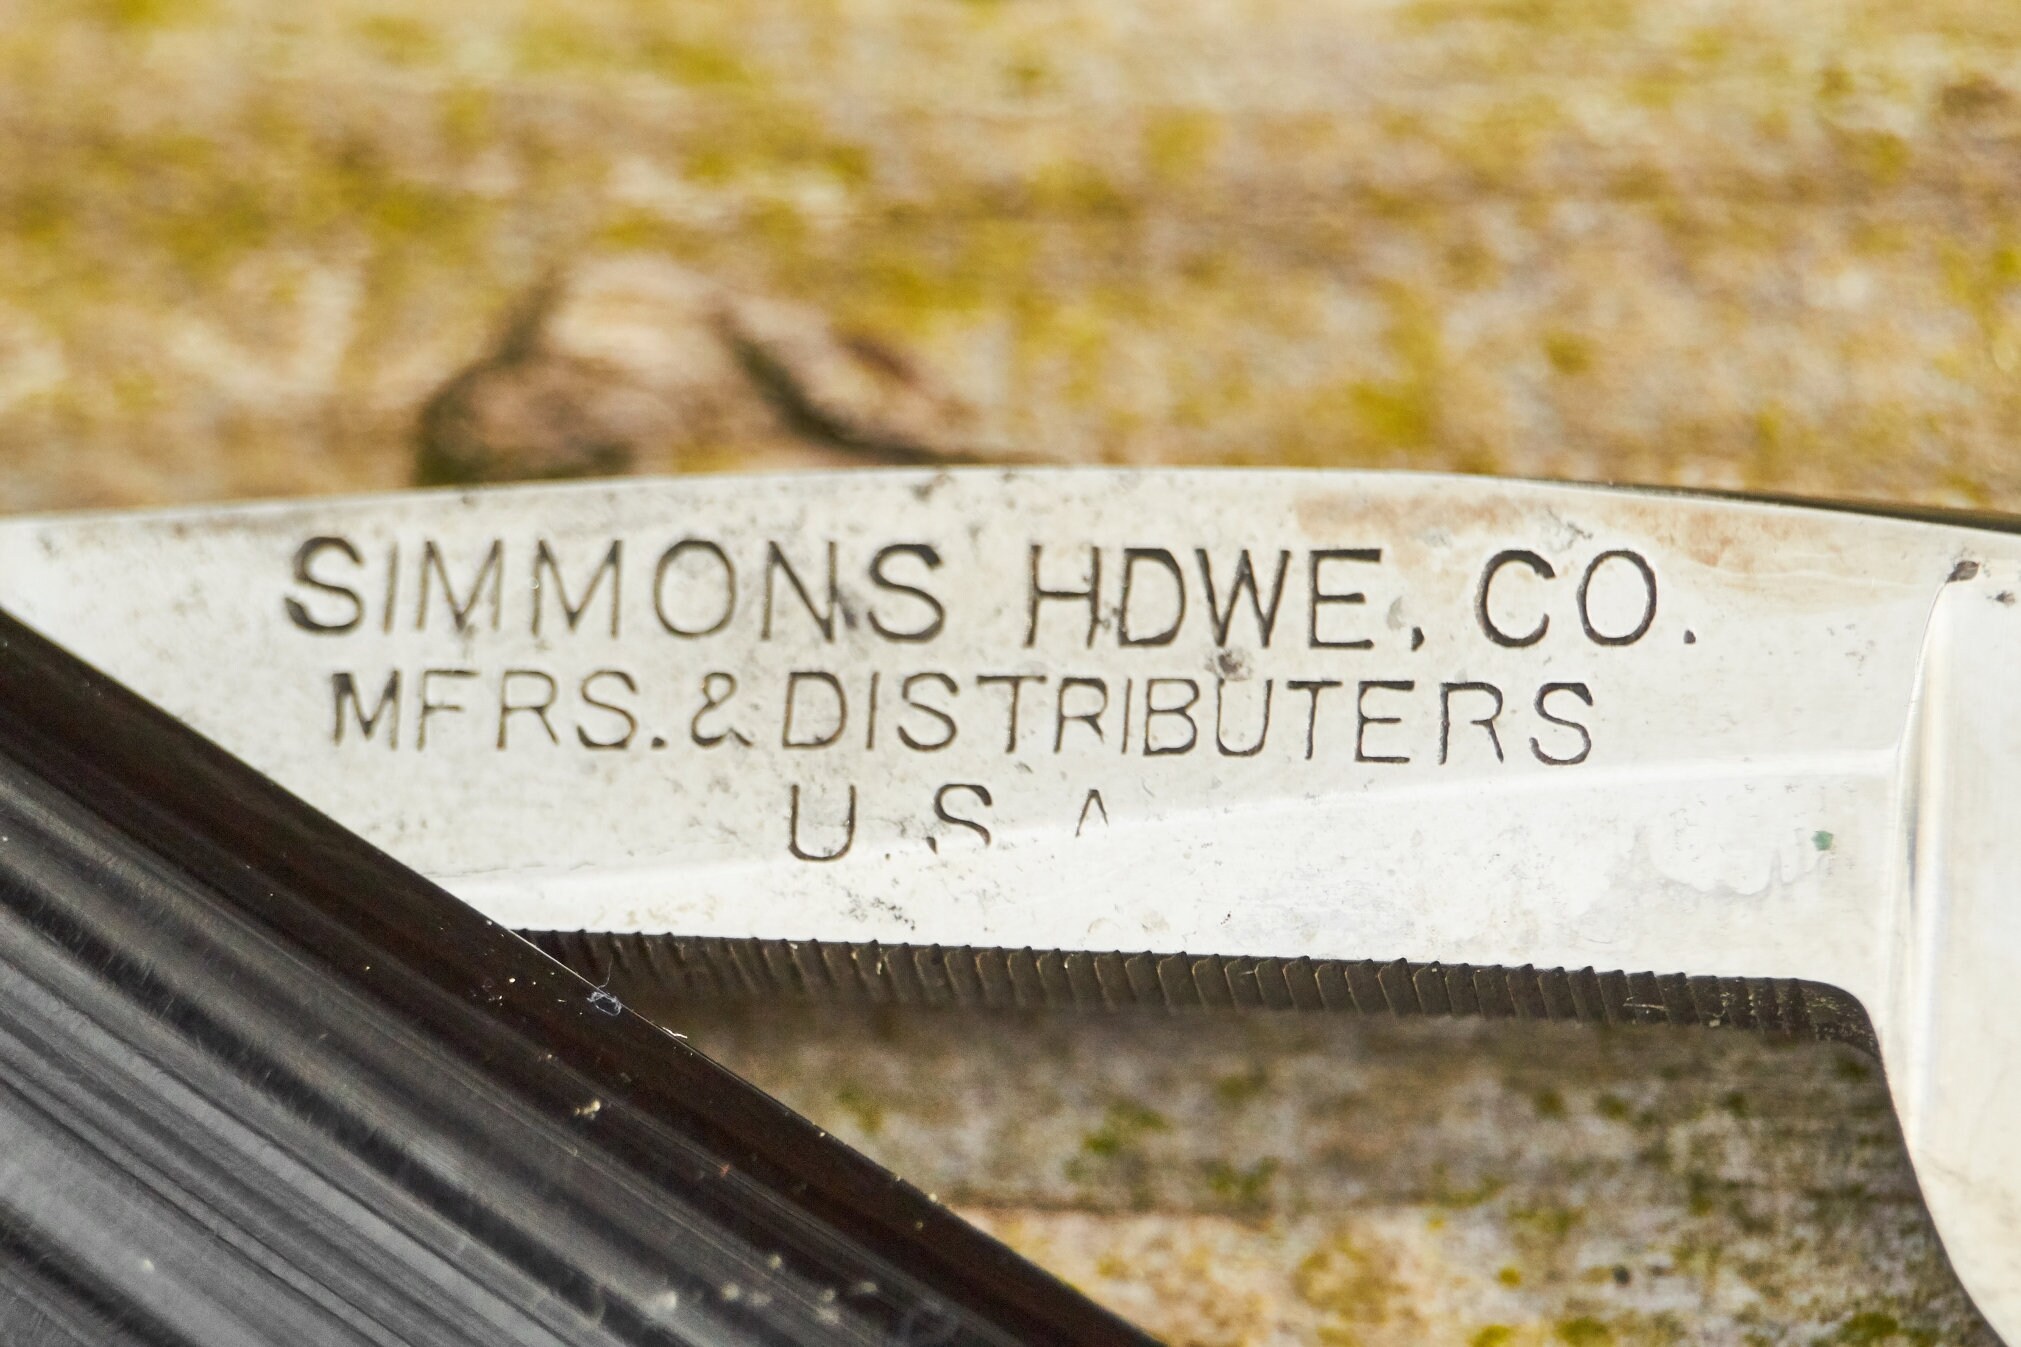 SIMMONS HDWE. CO.
MFRS. & DISTRIBUTERS
U.S A